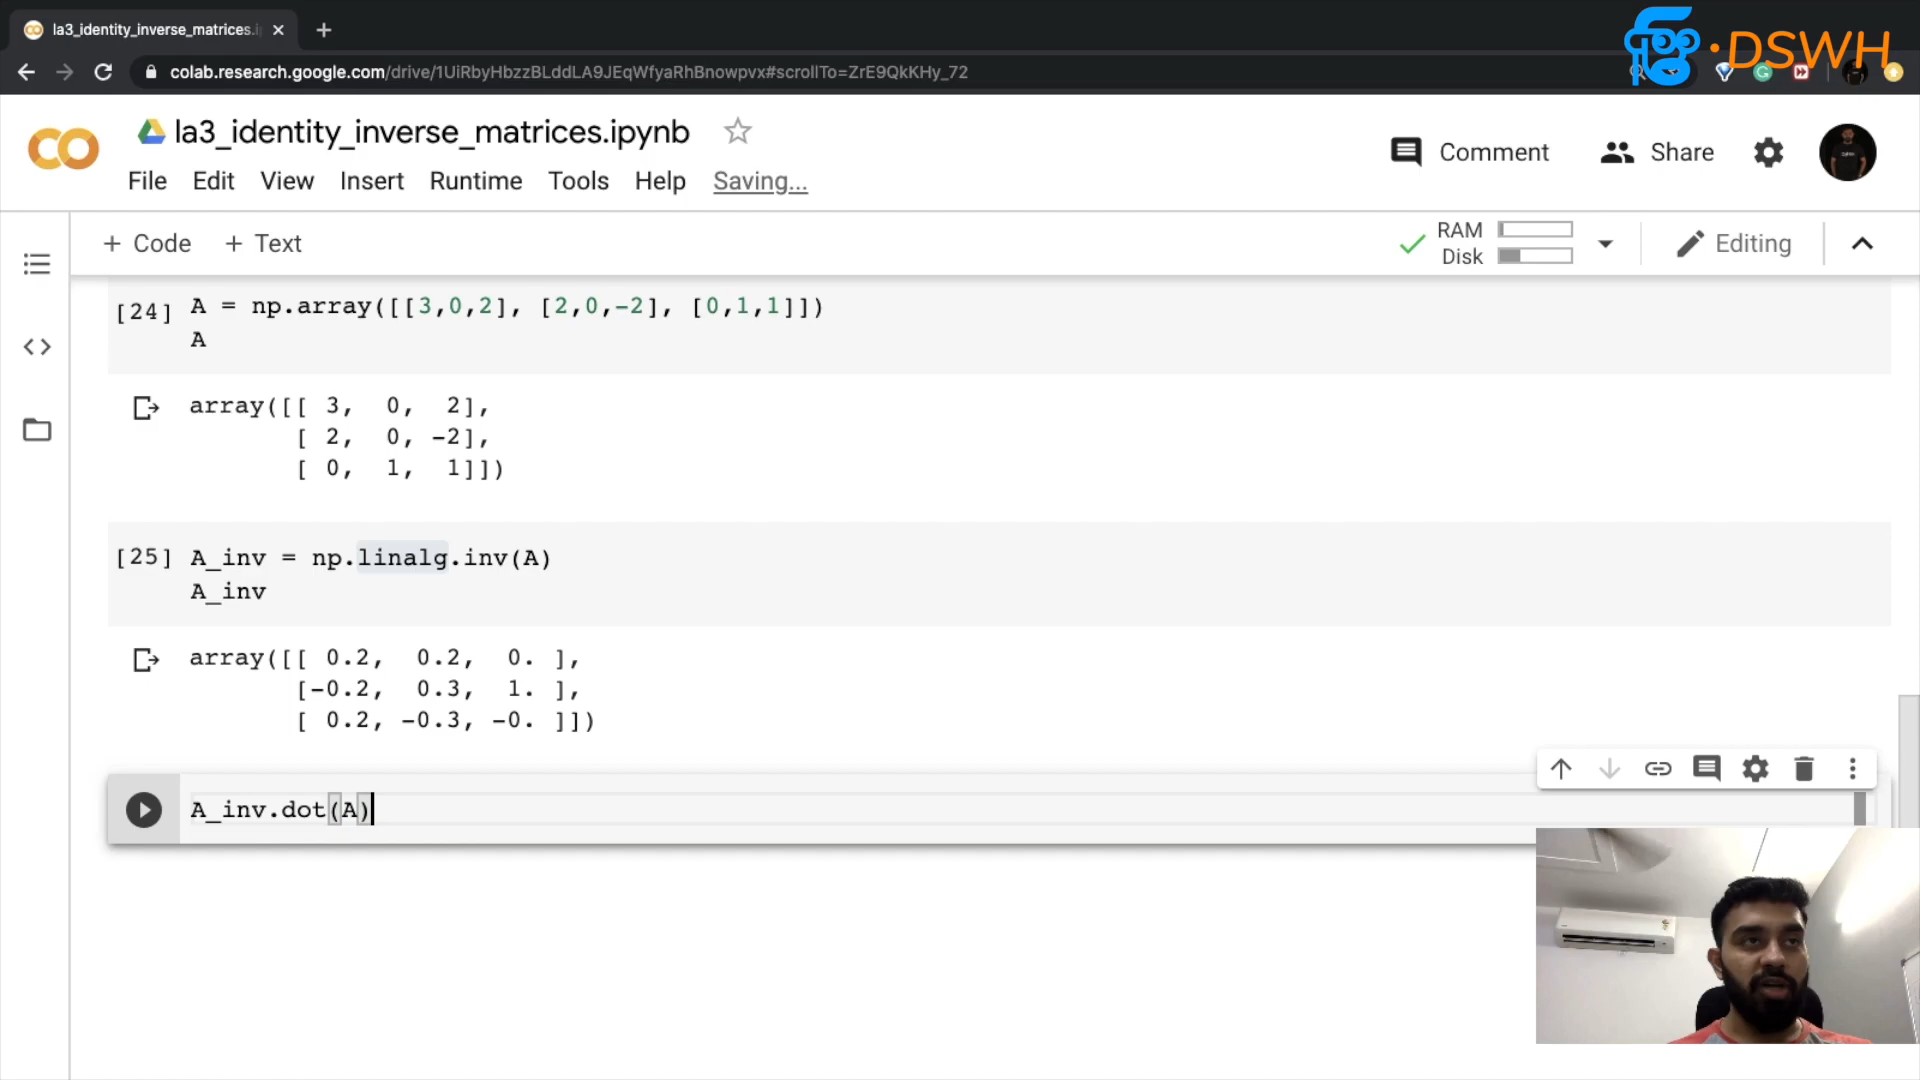 la3_identity_inverse_matrices.i
·DSWH
colab.research.google.com/drive/1UiRbyHbzzBLddLA9JEqWfyaRhBnowpvx#scrollTo=ZrE9QkKHy_72
la3_identity_inverse_matrices.ipynb
Comment
Share
File Edit View Insert Runtime Tools Help Saving...
+ Code + Text
RAM
Disk
Editing
[24] A = np.array([[3,0,2], [2,0,-2], [0,1,1]])
A
array([[ 3, 0, 2],
[ 2, 0, -2],
[ 0, 1, 1]])
[25] A_inv = np.linalg.inv(A)
A_inv
array([[ 0.2, 0.2, 0. ],
[-0.2, 0.3, 1. ],
[ 0.2, -0.3, -0. ]])
A_inv.dot(A)